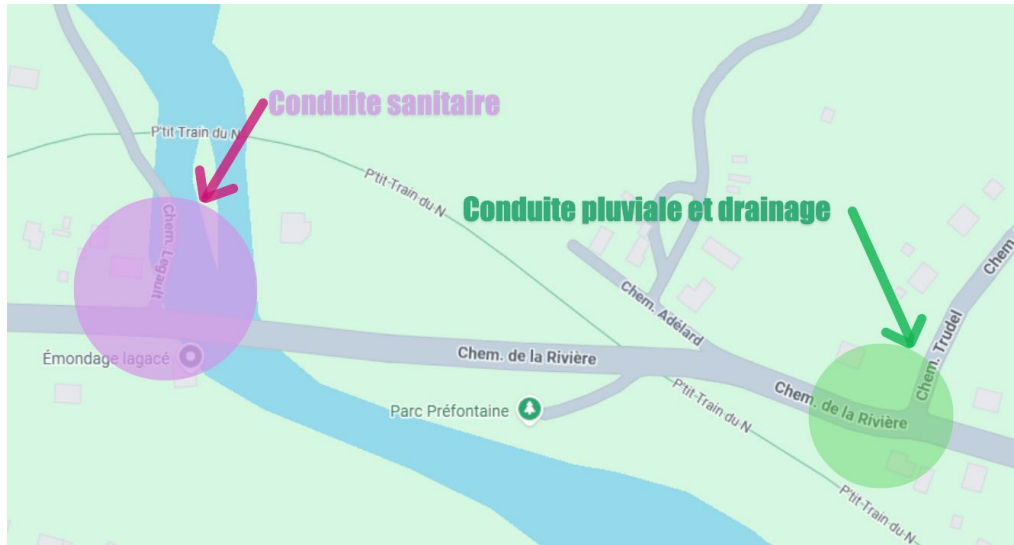 Conduite sanitaire
P'tit Train du N
P'tit-Train-du-N
Conduite pluviale et drainage
Chem. Legault
Chem.
Chem. Adélard
Chem. Trudel
Émondage lagacé
Chem. de la Rivière
Parc Préfontaine
P'tit-Train-du-N
Chem. de la Rivière
P'tit-Train-du-N